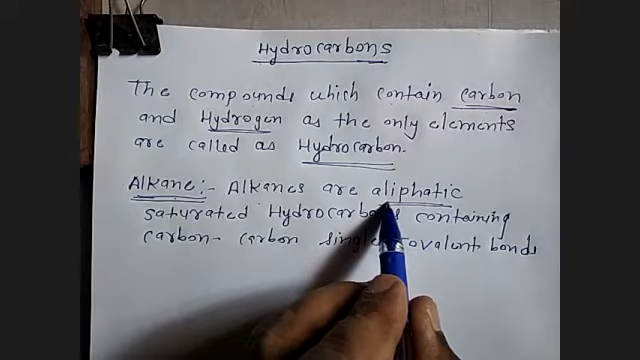 Hydrocarbons
The compounds which contain carbon
and Hydrogen as the only elements
are called as Hydrocarbon.
Alkane:- Alkanes are aliphatic
saturated Hydrocarbons containing
carbon-carbon single covalent bonds